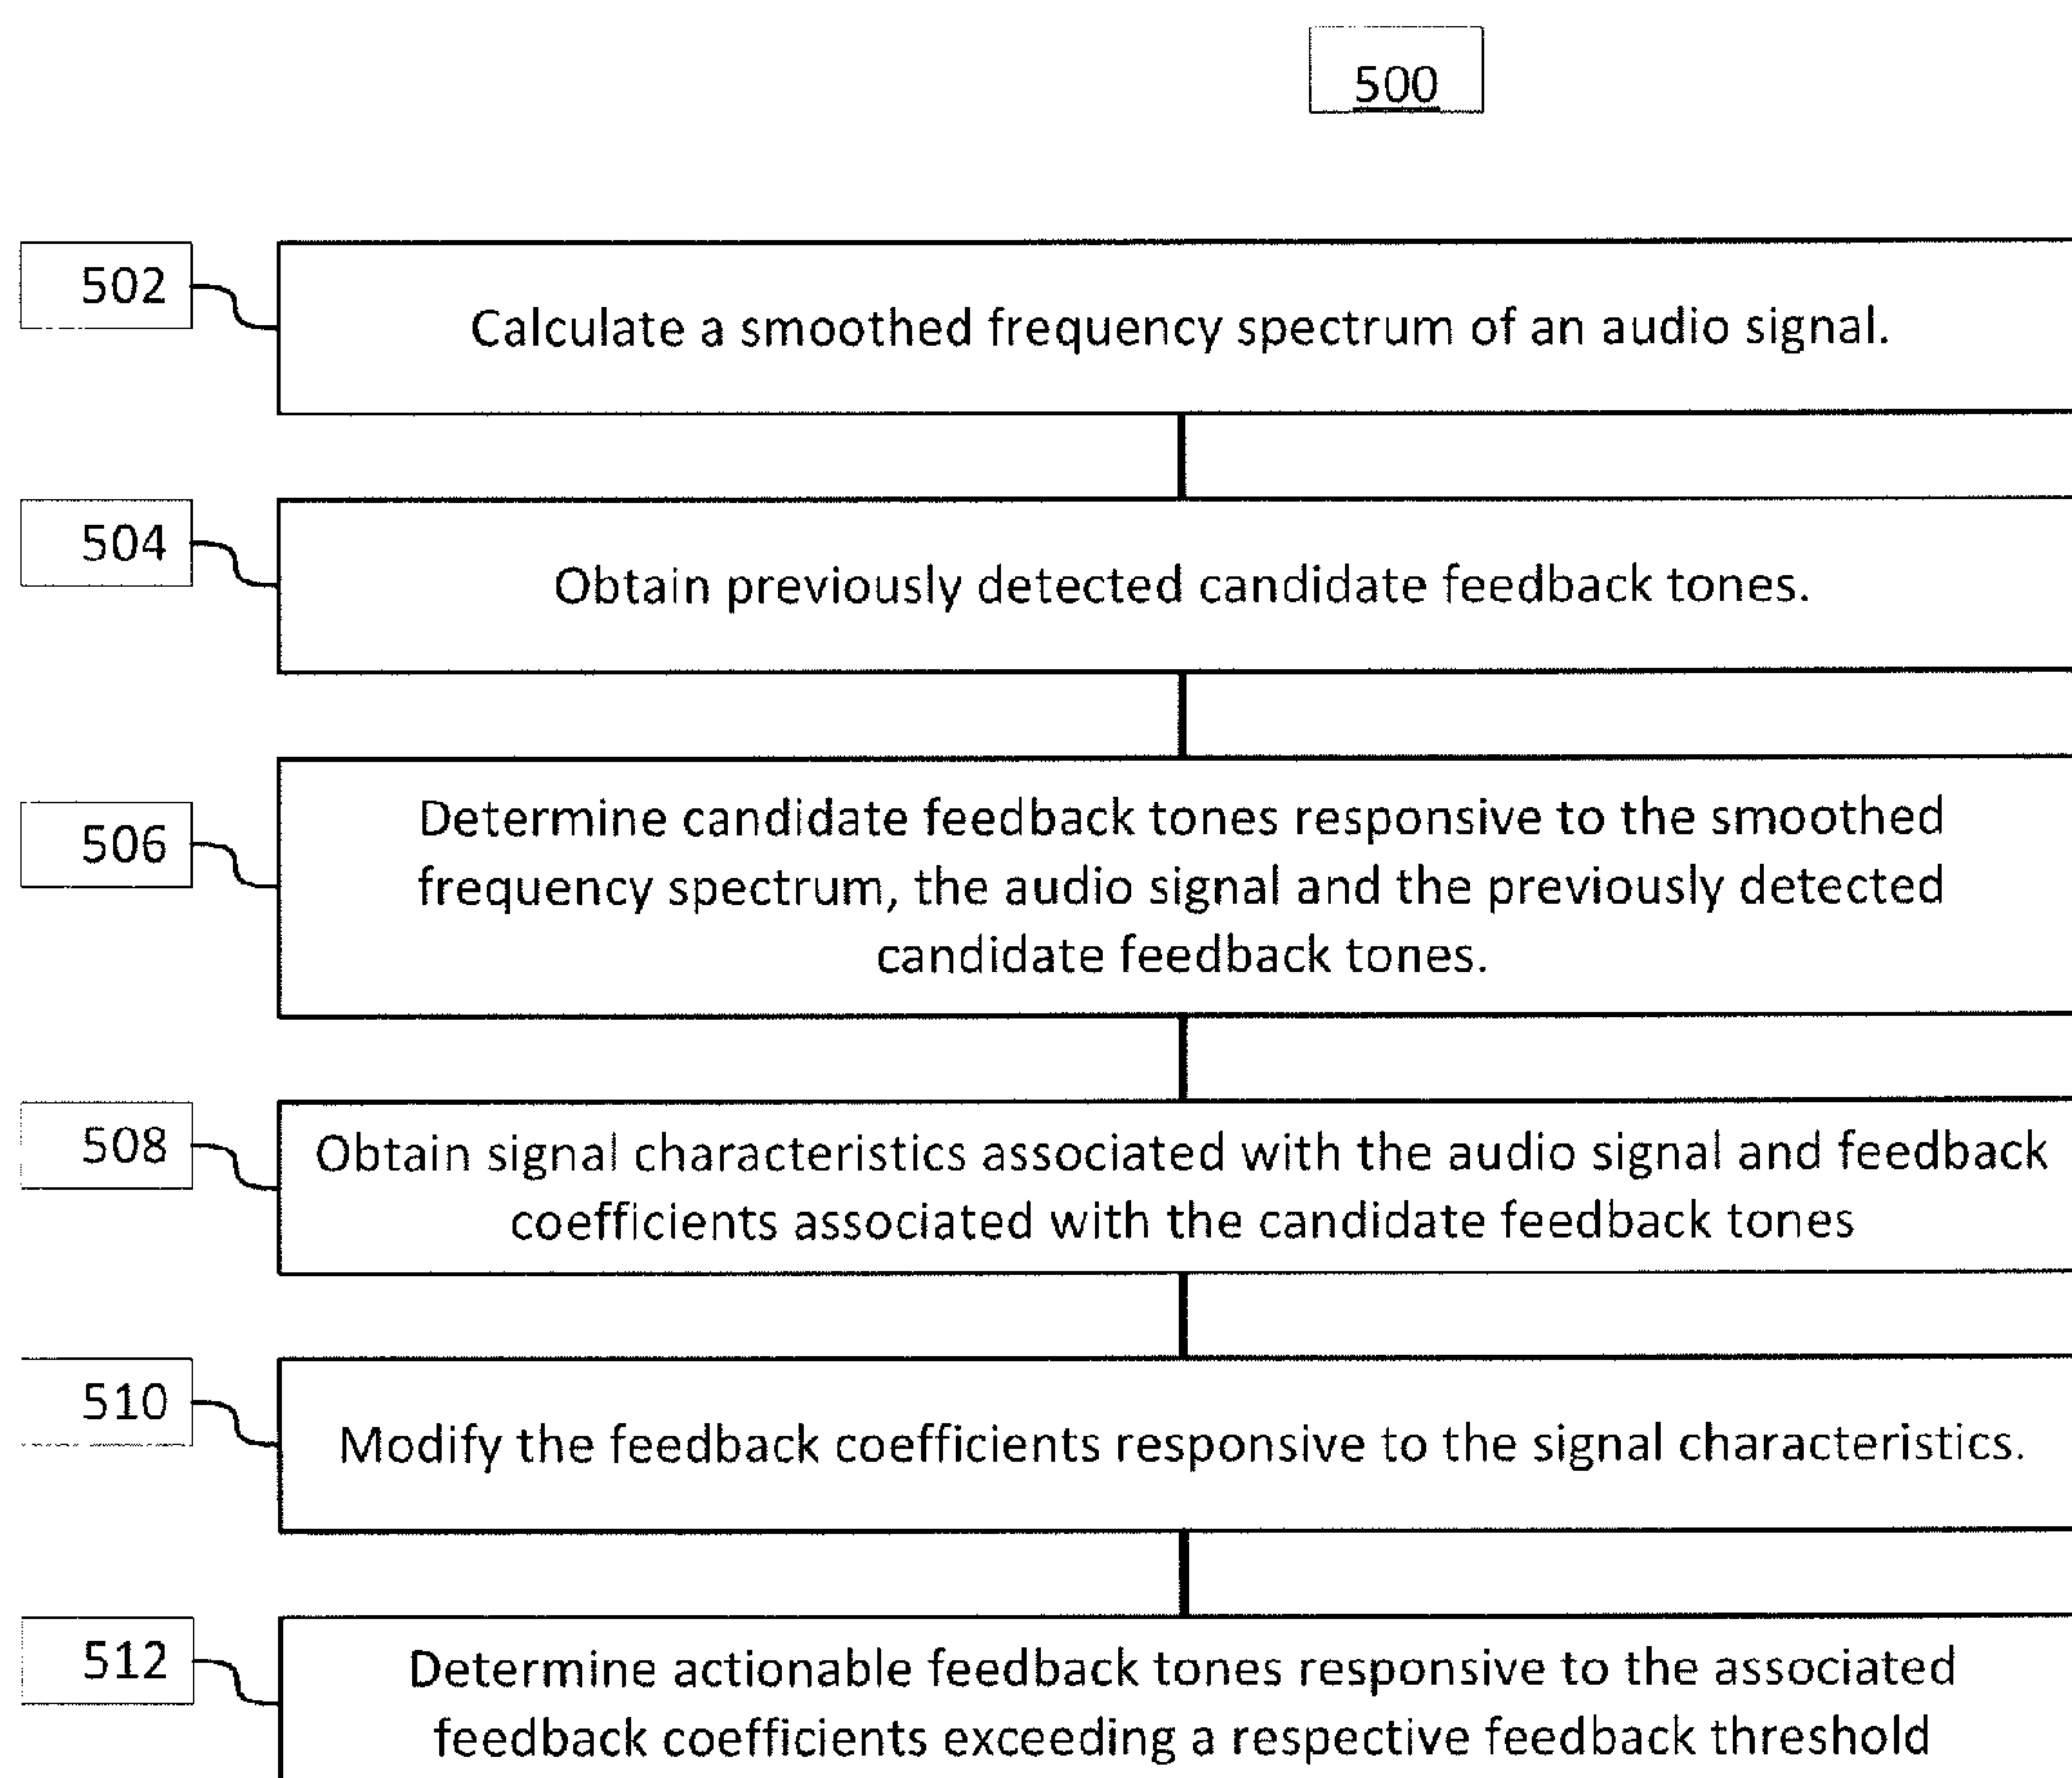 500
502
Calculate a smoothed frequency spectrum of an audio signal.
504
Obtain previously detected candidate feedback tones.
506
Determine candidate feedback tones responsive to the smoothed
frequency spectrum, the audio signal and the previously detected
candidate feedback tones.
508
Obtain signal characteristics associated with the audio signal and feedback
coefficients associated with the candidate feedback tones
510
Modify the feedback coefficients responsive to the signal characteristics.
512
Determine actionable feedback tones responsive to the associated
feedback coefficients exceeding a respective feedback threshold